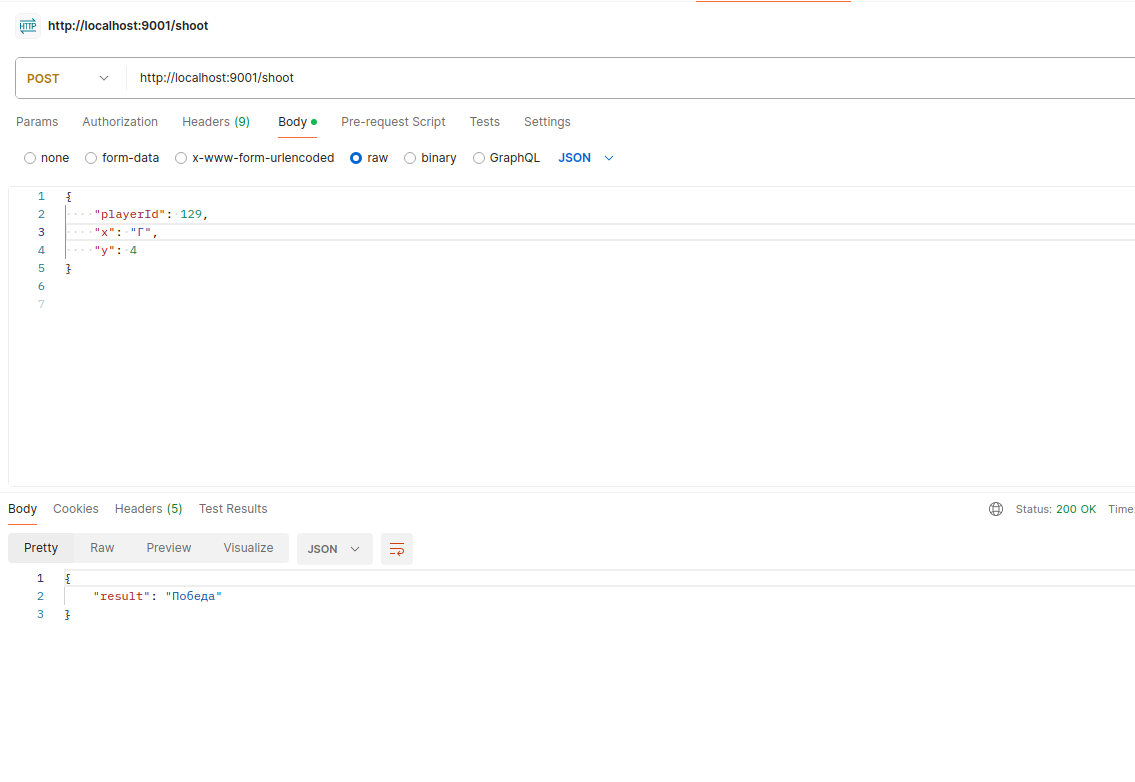 HTTP http://localhost:9001/shoot
POST http://localhost:9001/shoot
Params Authorization Headers (9) Body Pre-request Script Tests Settings
none form-data x-www-form-urlencoded raw binary GraphQL JSON
1 {
2 "playerId": 129,
3 "x": "Г",
4 "y": 4
5 }
6
7
Body Cookies Headers (5) Test Results Status: 200 OK Time:
Pretty Raw Preview Visualize JSON
1 {
2 "result": "Победа"
3 }